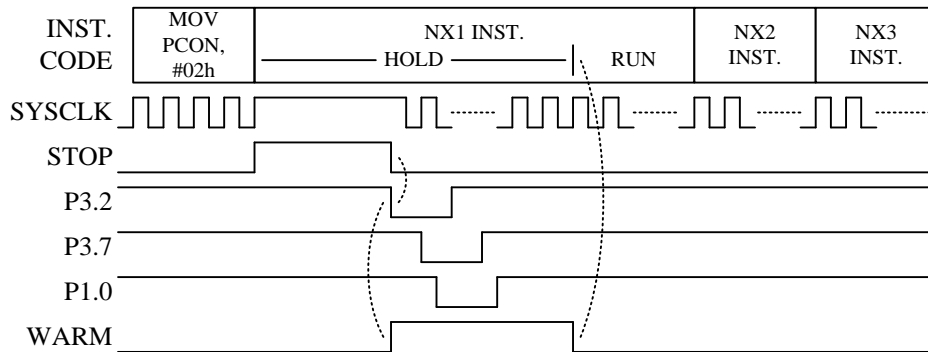 INST.
CODE
MOV
PCON,
#02h
NX1 INST.
HOLD
RUN
NX2
INST.
NX3
INST.
SYSCLK
STOP
P3.2
P3.7
P1.0
WARM